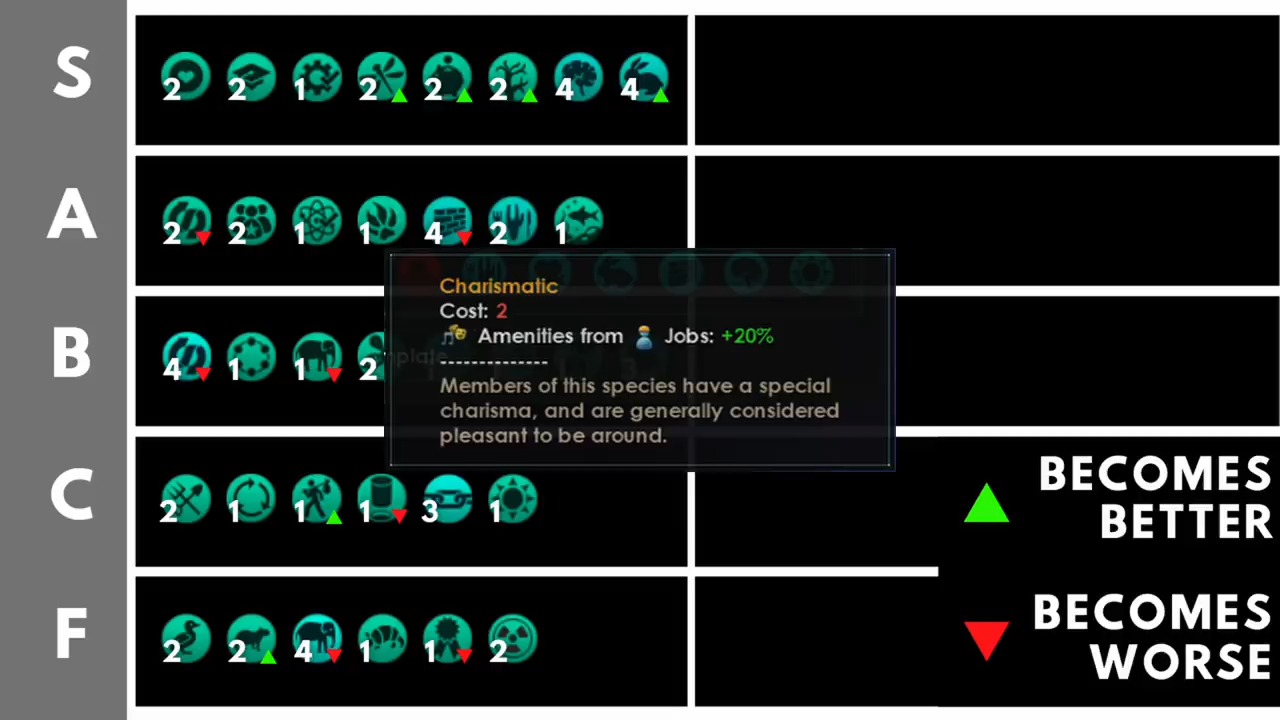 S
2 2 1 2 2 2 4 4
A
2 2 1 1 4 2 1
Charismatic
Cost: 2
Amenities from Jobs: +20%
--------------
Members of this species have a special
charisma, and are generally considered
pleasant to be around.
B
4 1 1 2
C
2 1 1 1 3 1
BECOMES
BETTER
F
2 2 4 1 1 2
BECOMES
WORSE